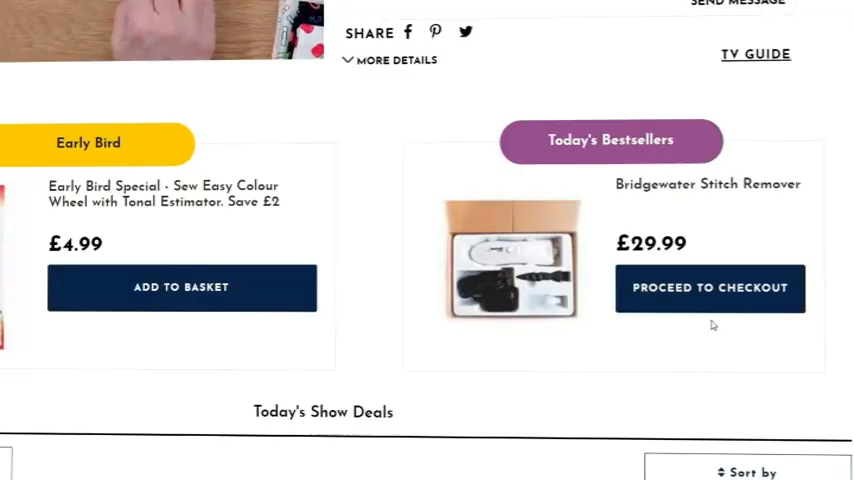 SEND MESSAGE
SHARE
MORE DETAILS
TV GUIDE
Early Bird
Today's Bestsellers
Early Bird Special - Sew Easy Colour
Wheel with Tonal Estimator. Save £2
£4.99
ADD TO BASKET
Bridgewater Stitch Remover
£29.99
PROCEED TO CHECKOUT
Today's Show Deals
Sort by